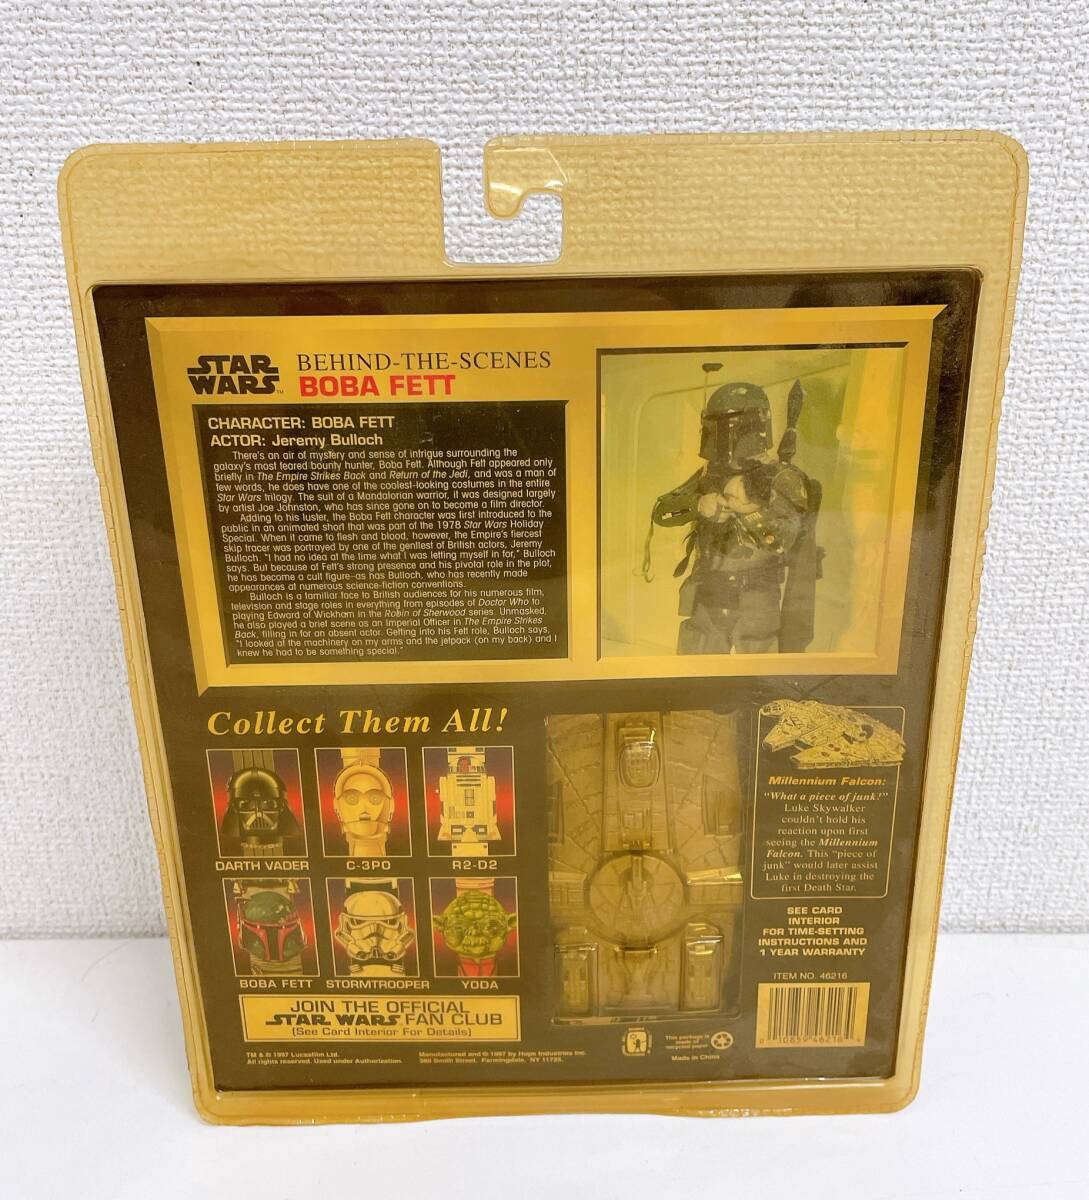 STAR
WARS
TM
BEHIND-THE-SCENES
BOBA FETT
CHARACTER: BOBA FETT
ACTOR: Jeremy Bulloch
There's an air of mystery and sense of intrigue surrounding the
galaxy's most feared bounty hunter, Boba Fett. Although Fett appeared only
briefly in The Empire Strikes Back and Return of the Jedi, and was a man of
few words, he does have one of the coolest-looking costumes in the entire
Star Wars trilogy. The suit of a Mandalorian warrior, it was designed largely
by artist Joe Johnston, who has since gone on to become a film director.
Adding to his luster, the Boba Fett character was first introduced to the
public in an animated short that was part of the 1978 Star Wars Holiday
Special. When it came to flesh and blood, however, the Empire's fiercest
skip tracer was portrayed by one of the gentlest of British actors, Jeremy
Bulloch. "I had no idea at the time what I was letting myself in for," Bulloch
says. But because of Fett's strong presence and his pivotal role in the plot,
he has become a cult figure-as has Bulloch, who has recently made
appearances at numerous science-fiction conventions.
Bulloch is a familiar face to British audiences for his numerous film,
television and stage roles in everything from episodes of Doctor Who to
playing Edward of Wickham in the Robin of Sherwood series. Unmasked,
he also played a brief scene as an Imperial Officer in The Empire Strikes
Back, filling in for an absent actor. Getting into his Fett role, Bulloch says,
"I looked at the machinery on my arms and the jetpack (on my back) and I
knew he had to be something special."
Collect Them All!
DARTH VADER
C-3PO
R2-D2
BOBA FETT
STORMTROOPER
YODA
JOIN THE OFFICIAL
STAR WARS FAN CLUB
(See Card Interior For Details)
TM & © 1997 Lucasfilm Ltd.
All rights reserved. Used under Authorization.
Manufactured and © 1997 by Hope Industries Inc.
Smith Street, Farmingdale, NY 11735.
Millennium Falcon:
"What a piece of junk!"
Luke Skywalker
couldn't hold his
reaction upon first
seeing the Millennium
Falcon. This "piece of
junk" would later assist
Luke in destroying the
first Death Star.
SEE CARD
INTERIOR
FOR TIME-SETTING
INSTRUCTIONS AND
1 YEAR WARRANTY
ITEM NO. 46216
0 10859 46216 4
This package is
made of
recycled paper
Made in China